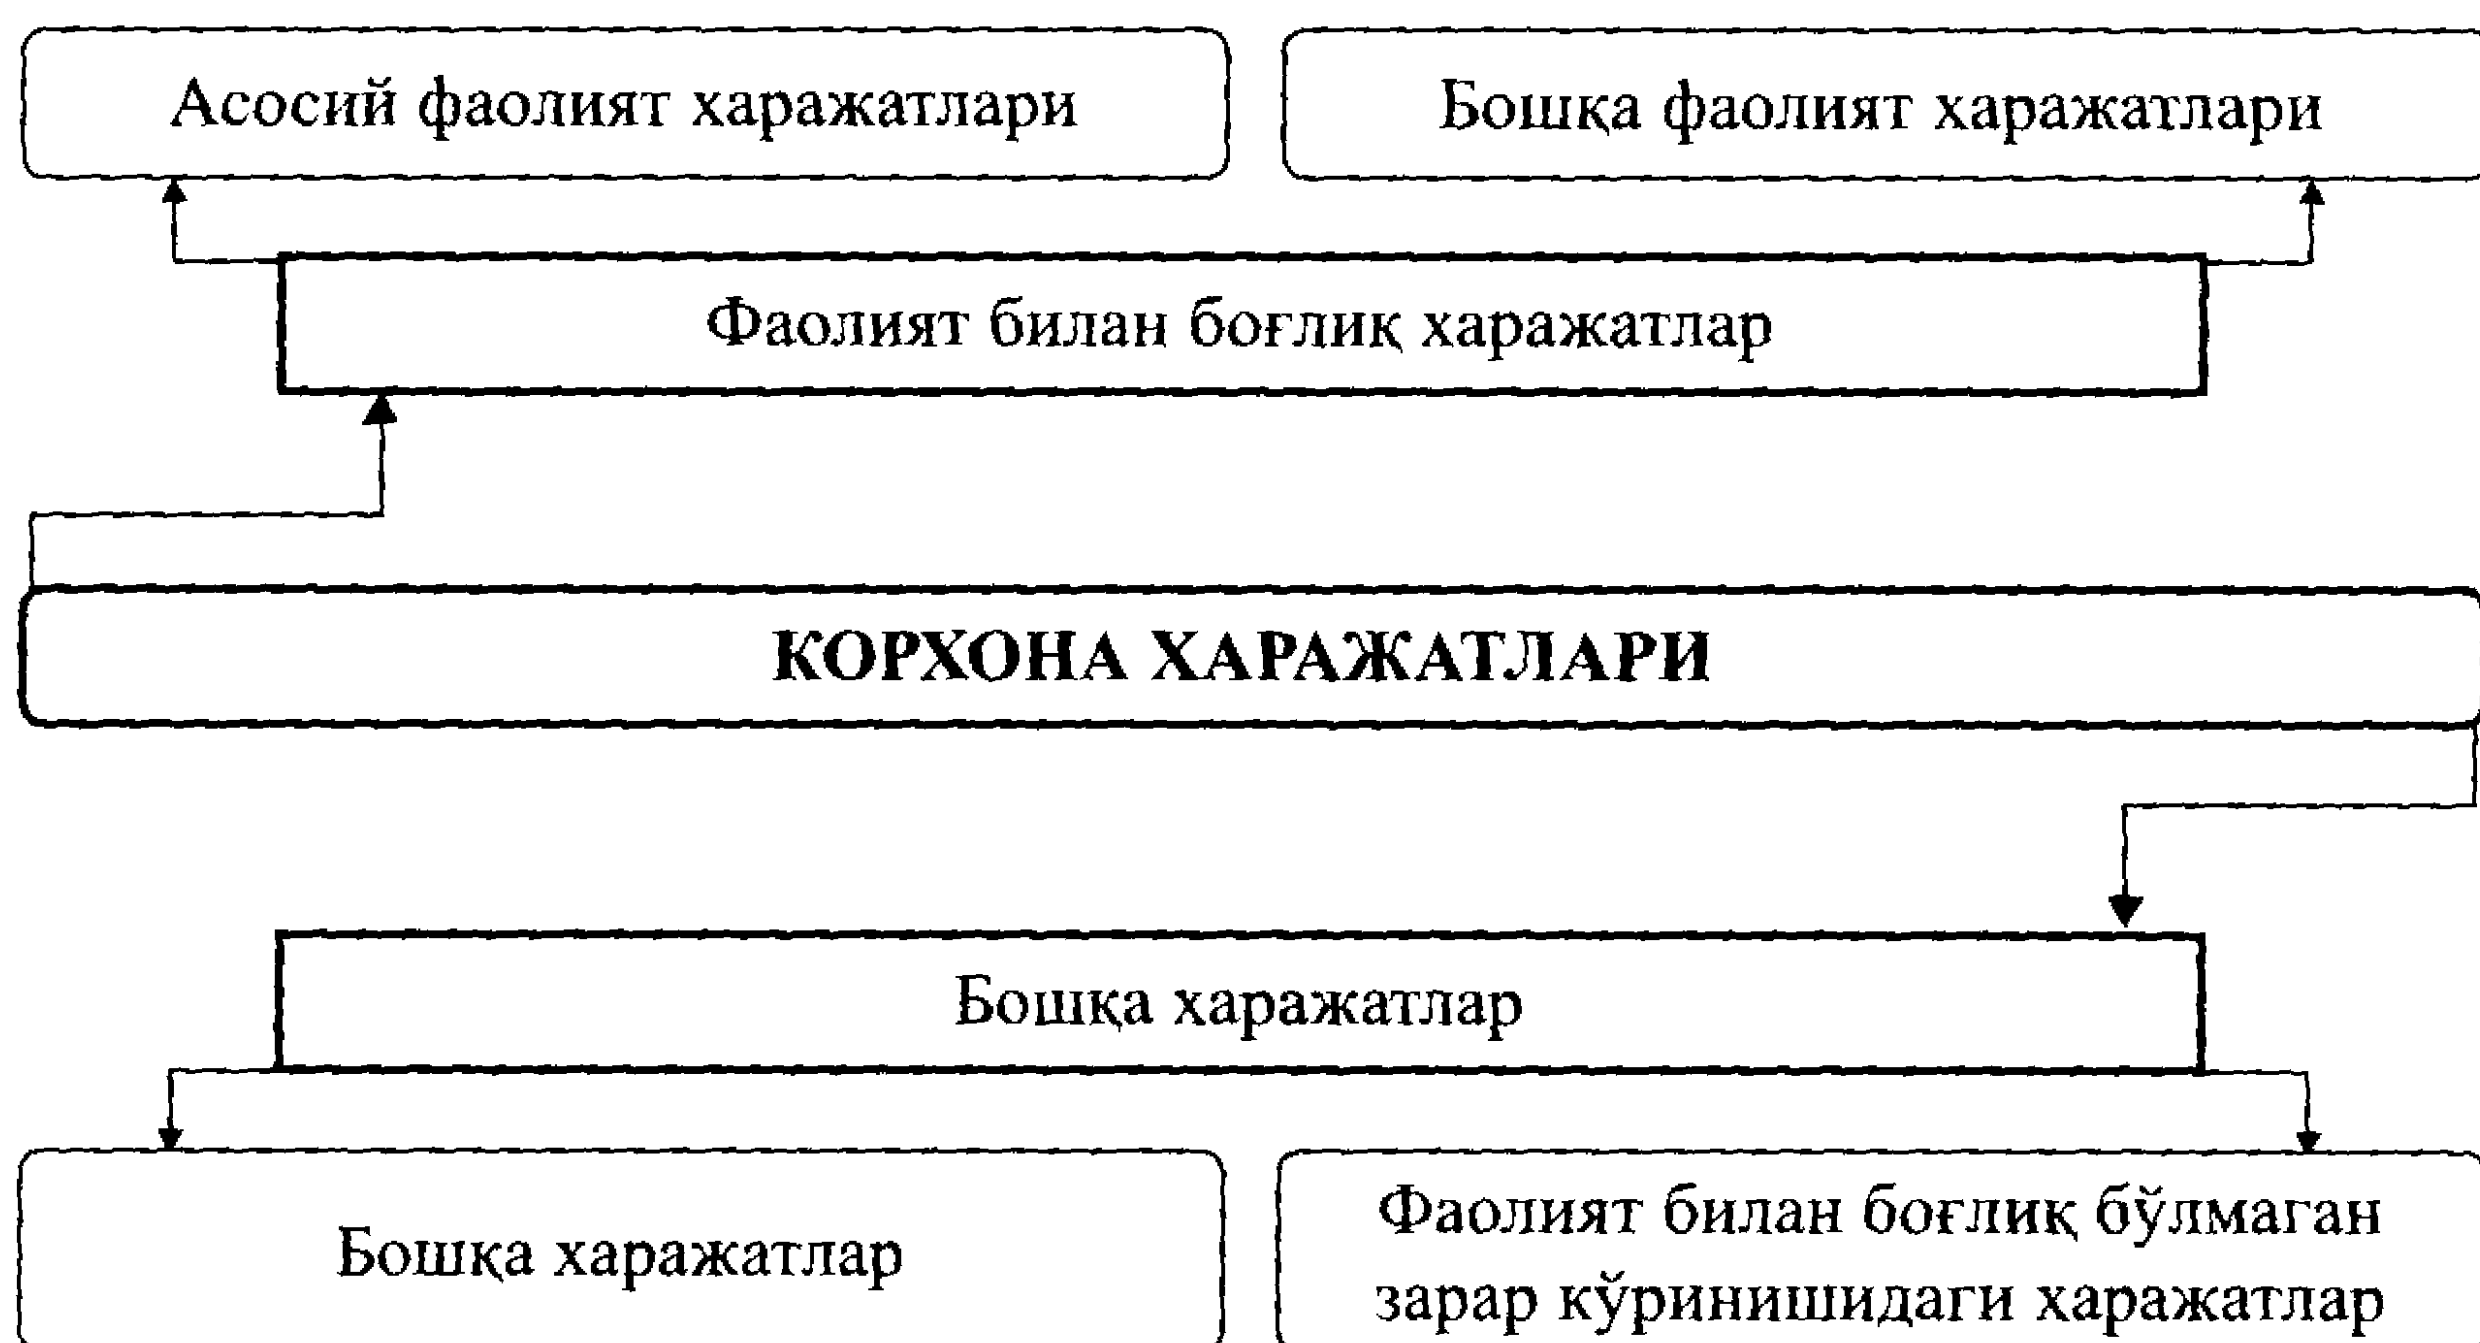 Асосий фаолият харажатлари
Бошқа фаолият харажатлари
Фаолият билан боғлиқ харажатлар
КОРХОНА ХАРАЖАТЛАРИ
Бошқа харажатлар
Бошқа харажатлар
Фаолият билан боғлиқ бўлмаган
зарар кўринишидаги харажатлар